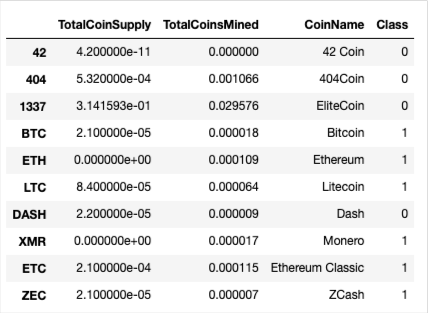 TotalCoinSupply TotalCoinsMined CoinName Class
42 4.200000e-11 0.000000 42 Coin 0
404 5.320000e-04 0.001066 404Coin 0
1337 3.141593e-01 0.029576 EliteCoin 0
BTC 2.100000e-05 0.000018 Bitcoin 1
ETH 0.000000e+00 0.000109 Ethereum 1
LTC 8.400000e-05 0.000064 Litecoin 1
DASH 2.200000e-05 0.000009 Dash 0
XMR 0.000000e+00 0.000017 Monero 1
ETC 2.100000e-04 0.000115 Ethereum Classic 1
ZEC 2.100000e-05 0.000007 ZCash 1